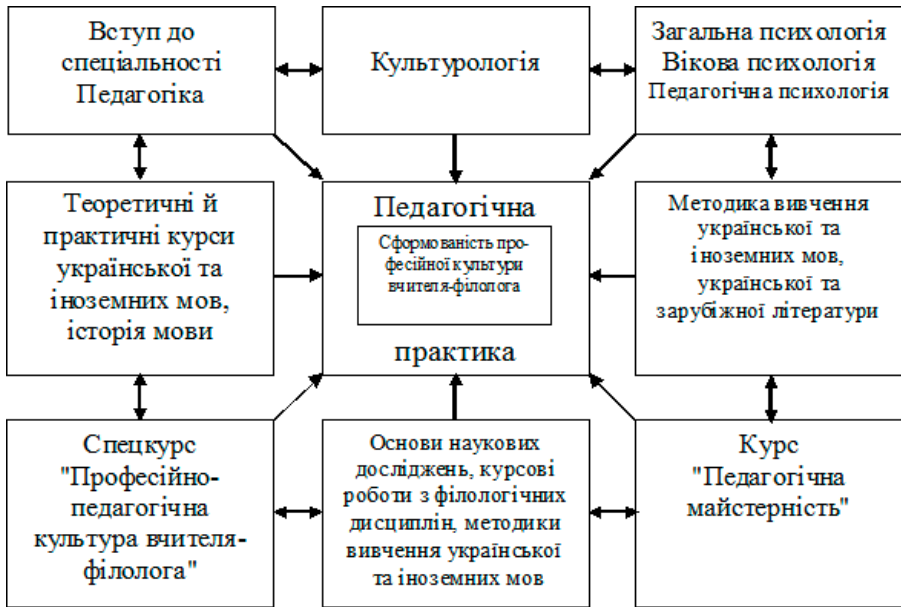 Вступ до
спеціальності
Педагогіка
Культурологія
Загальна психологія
Вікова психологія
Педагогічна психологія
Теоретичні й
практичні курси
української та
іноземних мов,
історія мови
Педагогічна
Сформованість про-
фесійної культури
вчителя-філолога
практика
Методика вивчення
української та
іноземних мов,
української та
зарубіжної літератури
Спецкурс
"Професійно-
педагогічна
культура вчителя-
філолога"
Основи наукових
досліджень, курсові
роботи з філологічних
дисциплін, методики
вивчення української
та іноземних мов
Курс
"Педагогічна
майстерність"